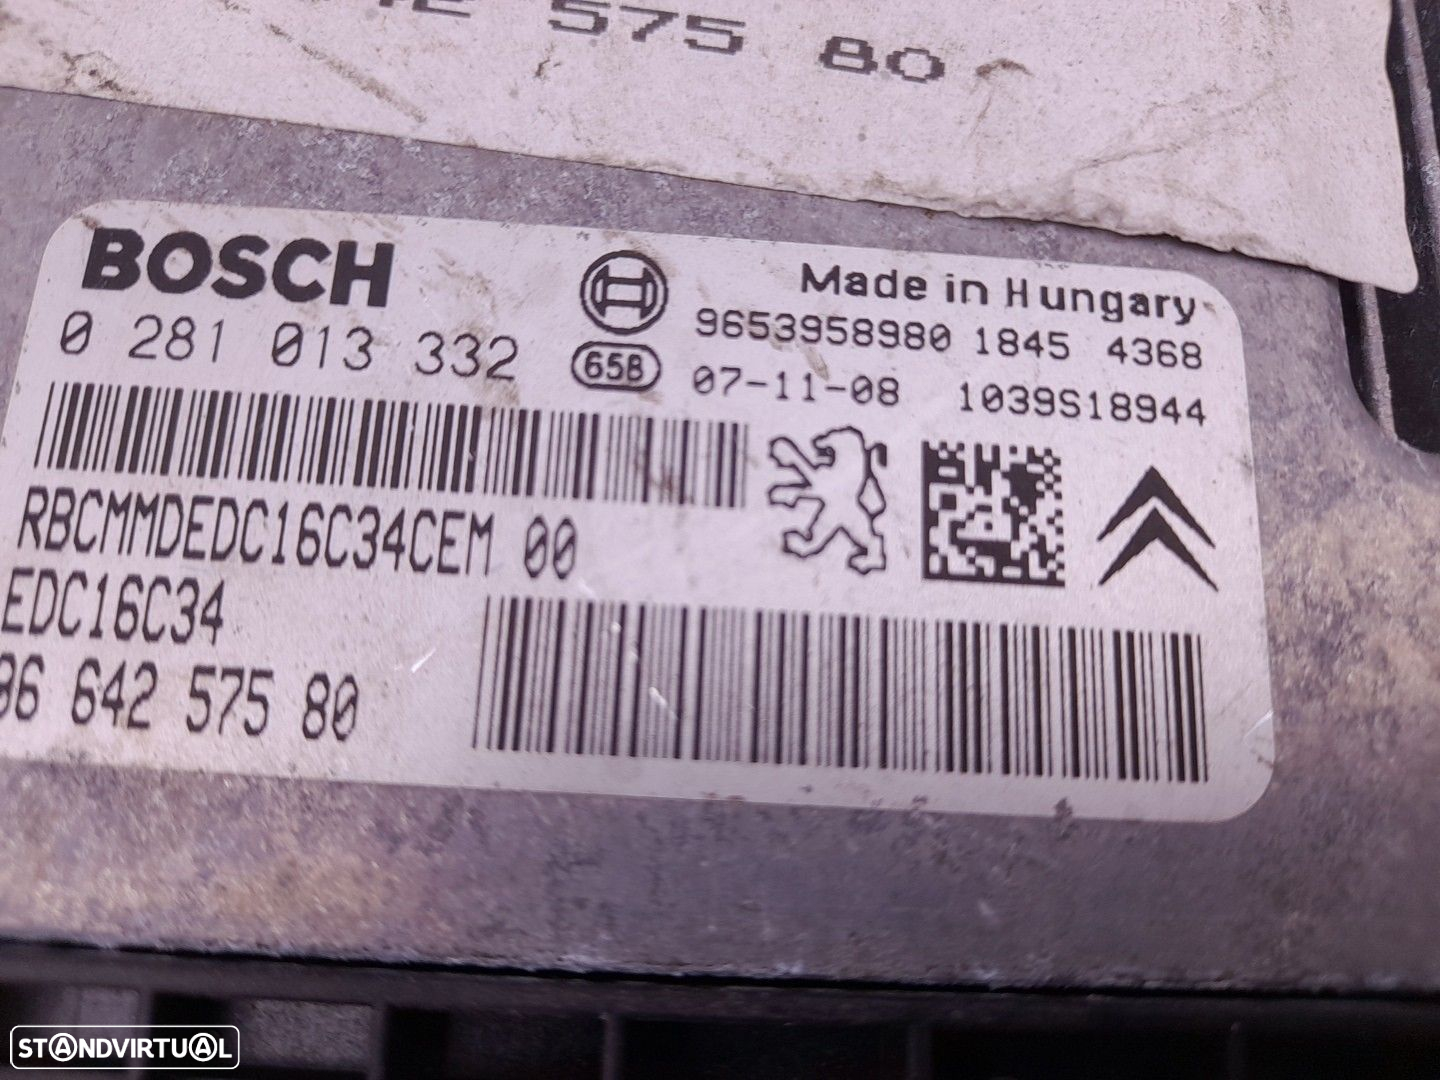 575 80
BOSCH
0 281 013 332
65B
Made in Hungary
9653958980 1845 4368
07-11-08 1039S18944
RBCMMDEDC16C34CEM 00
EDC16C34
96 642 575 80
STANDVIRTUAL